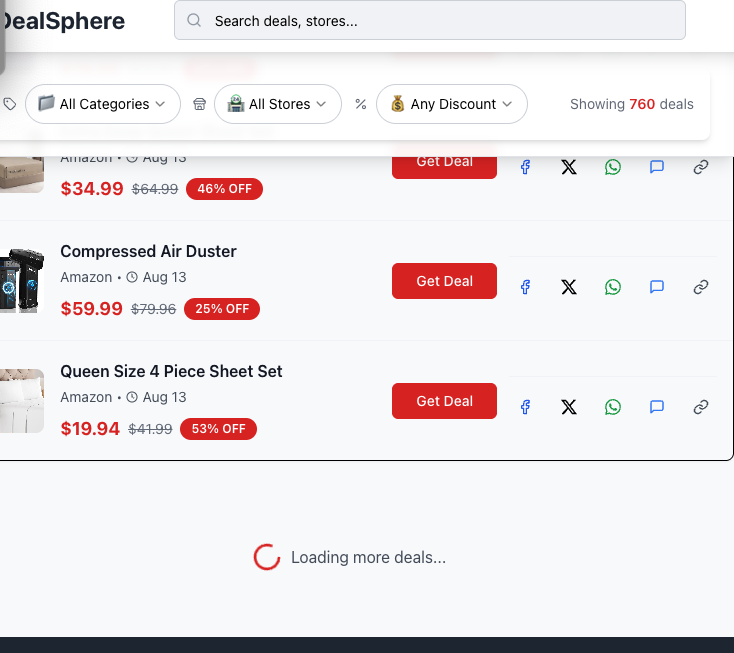 DealSphere
Search deals, stores...
All Categories
All Stores
Any Discount
Showing 760 deals
Amazon • Aug 13
$34.99 $64.99 46% OFF
Get Deal
Compressed Air Duster
Amazon • Aug 13
$59.99 $79.96 25% OFF
Get Deal
Queen Size 4 Piece Sheet Set
Amazon • Aug 13
$19.94 $41.99 53% OFF
Get Deal
Loading more deals...